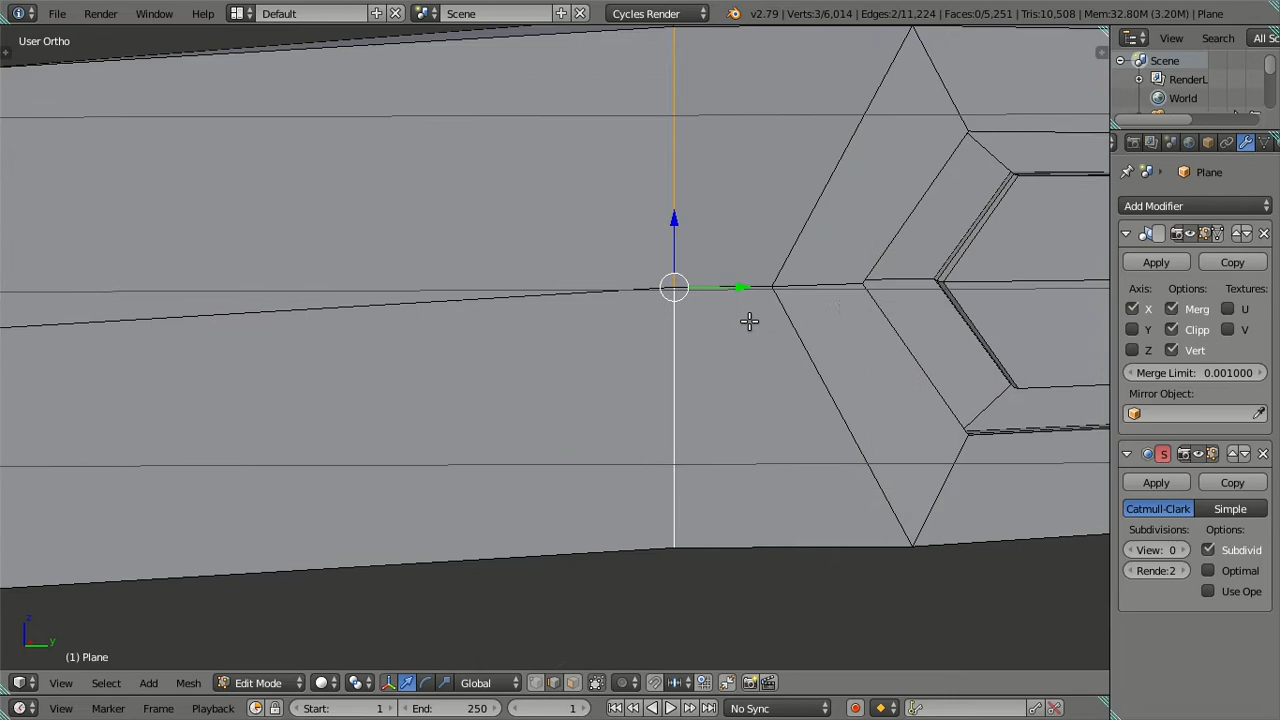 File Render Window Help Default Scene Cycles Render v2.79 | Verts:3/6,014 | Edges:2/11,224 | Faces:0/5,251 | Tris:10,508 | Mem:32.80M (3.20M) | Plane
User Ortho
View Search All Sc
Scene
RenderL
World
Plane
Add Modifier
Apply Copy
Axis: Options: Textures:
X Merg U
Y Clipp V
Z Vert
Merge Limit: 0.001000
Mirror Object:
S
Apply Copy
Catmull-Clark Simple
Subdivisions: Options:
View: 0 Subdivid
Rende:2 Optimal
Use Ope
z
y
(1) Plane
View Select Add Mesh Edit Mode Global
View Marker Frame Playback Start: 1 End: 250 1 No Sync